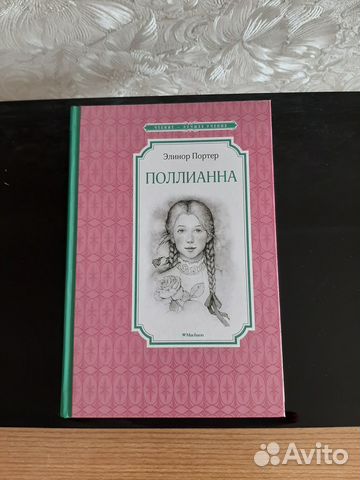 ЧТЕНИЕ – ЛУЧШЕЕ УЧЕНИЕ
Элинор Портер
ПОЛЛИАННА
Machaon
Avito